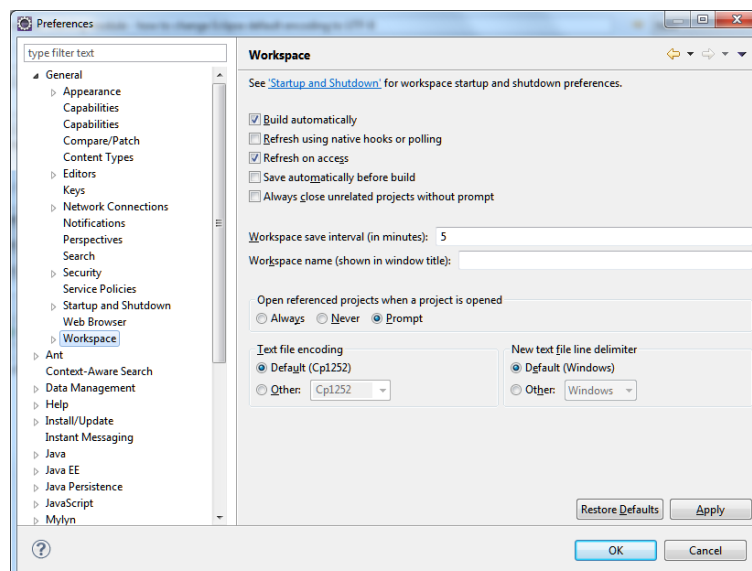 Preferences
type filter text
General
Appearance
Capabilities
Capabilities
Compare/Patch
Content Types
Editors
Keys
Network Connections
Notifications
Perspectives
Search
Security
Service Policies
Startup and Shutdown
Web Browser
Workspace
Ant
Context-Aware Search
Data Management
Help
Install/Update
Instant Messaging
Java
Java EE
Java Persistence
JavaScript
Mylyn
Workspace
See 'Startup and Shutdown' for workspace startup and shutdown preferences.
Build automatically
Refresh using native hooks or polling
Refresh on access
Save automatically before build
Always close unrelated projects without prompt
Workspace save interval (in minutes): 5
Workspace name (shown in window title):
Open referenced projects when a project is opened
Always Never Prompt
Text file encoding
Default (Cp1252)
Other: Cp1252
New text file line delimiter
Default (Windows)
Other: Windows
Restore Defaults Apply
OK Cancel